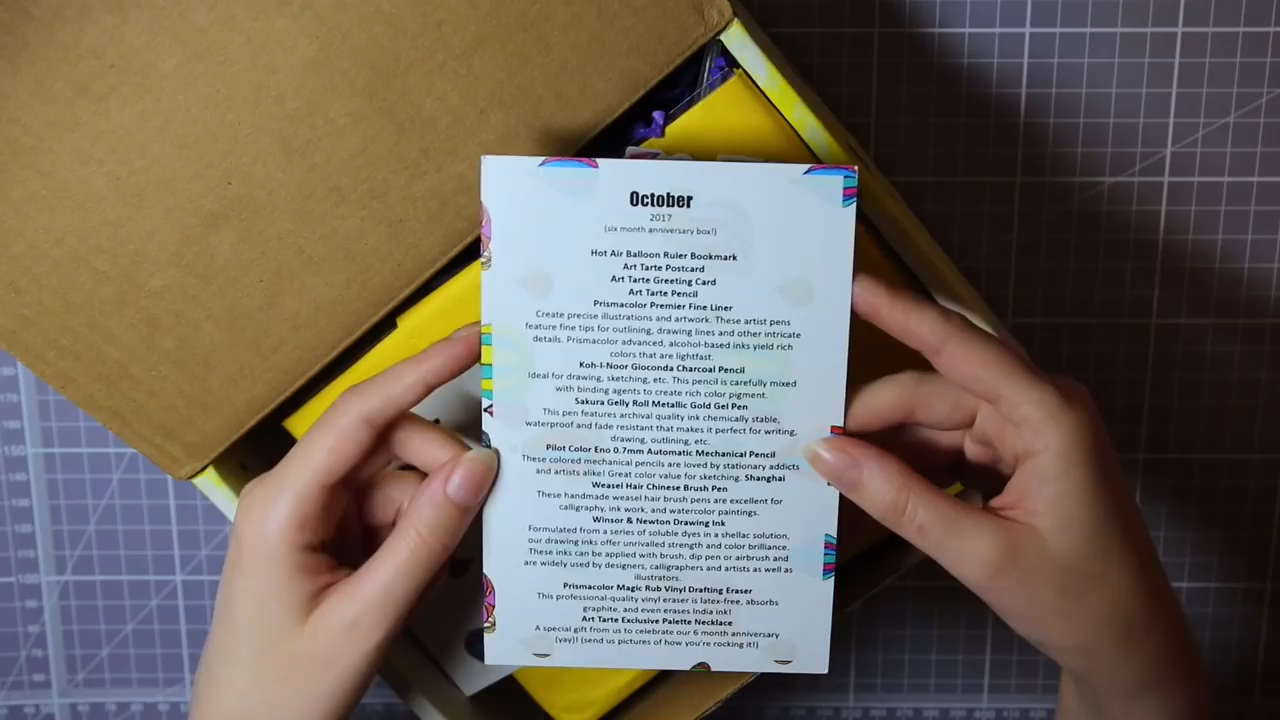 October
2017
(six month anniversary box!)
Hot Air Balloon Ruler Bookmark
Art Tarte Postcard
Art Tarte Greeting Card
Art Tarte Pencil
Prismacolor Premier Fine Liner
Create precise illustrations and artwork. These artist pens
feature fine tips for outlining, drawing lines and other intricate
details. Prismacolor advanced, alcohol-based inks yield rich
colors that are lightfast.
Koh-I-Noor Gioconda Charcoal Pencil
Ideal for drawing, sketching, etc. This pencil is carefully mixed
with binding agents to create rich color pigment.
Sakura Gelly Roll Metallic Gold Gel Pen
This pen features archival quality ink chemically stable,
waterproof and fade resistant that makes it perfect for writing,
drawing, outlining, etc.
Pilot Color Eno 0.7mm Automatic Mechanical Pencil
These colored mechanical pencils are loved by stationary addicts
and artists alike! Great color value for sketching. Shanghai
Weasel Hair Chinese Brush Pen
These handmade weasel hair brush pens are excellent for
calligraphy, ink work, and watercolor paintings.
Winsor & Newton Drawing Ink
Formulated from a series of soluble dyes in a shellac solution,
our drawing inks offer unrivalled strength and color brilliance.
These inks can be applied with brush, dip pen or airbrush and
are widely used by designers, calligraphers and artists as well as
illustrators.
Prismacolor Magic Rub Vinyl Drafting Eraser
This professional-quality vinyl eraser is latex-free, absorbs
graphite, and even erases India ink!
Art Tarte Exclusive Palette Necklace
A special gift from us to celebrate our 6 month anniversary
(yay)! (send us pictures of how you're rocking it!)